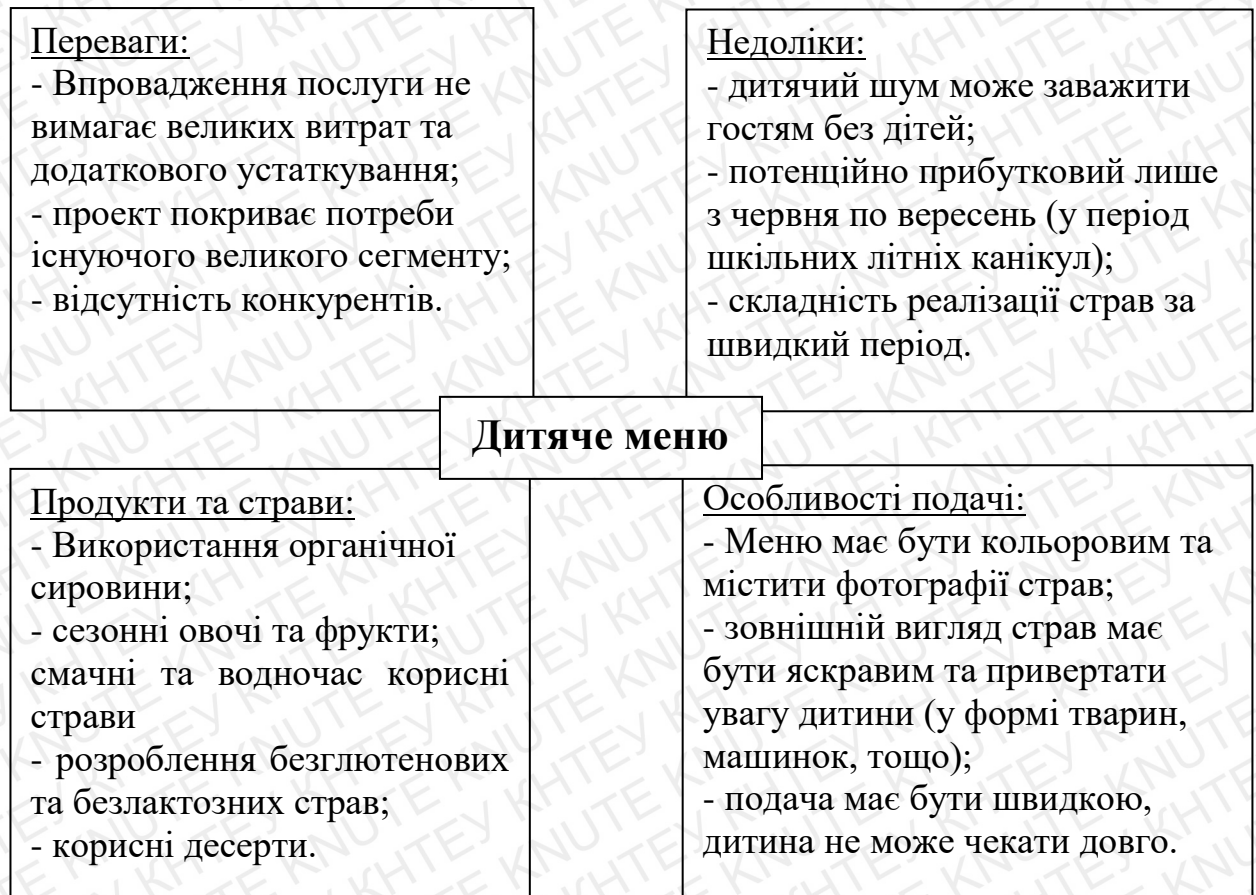 Переваги:
- Впровадження послуги не
вимагає великих витрат та
додаткового устаткування;
- проект покриває потреби
існуючого великого сегменту;
- відсутність конкурентів.
Недоліки:
- дитячий шум може заважити
гостям без дітей;
- потенційно прибутковий лише
з червня по вересень (у період
шкільних літніх канікул);
- складність реалізації страв за
швидкий період.
Дитяче меню
Продукти та страви:
- Використання органічної
сировини;
- сезонні овочі та фрукти;
смачні та водночас корисні
страви
- розроблення безглютенових
та безлактозних страв;
- корисні десерти.
Особливості подачі:
- Меню має бути кольоровим та
містити фотографії страв;
- зовнішній вигляд страв має
бути яскравим та привертати
увагу дитини (у формі тварин,
машинок, тощо);
- подача має бути швидкою,
дитина не може чекати довго.